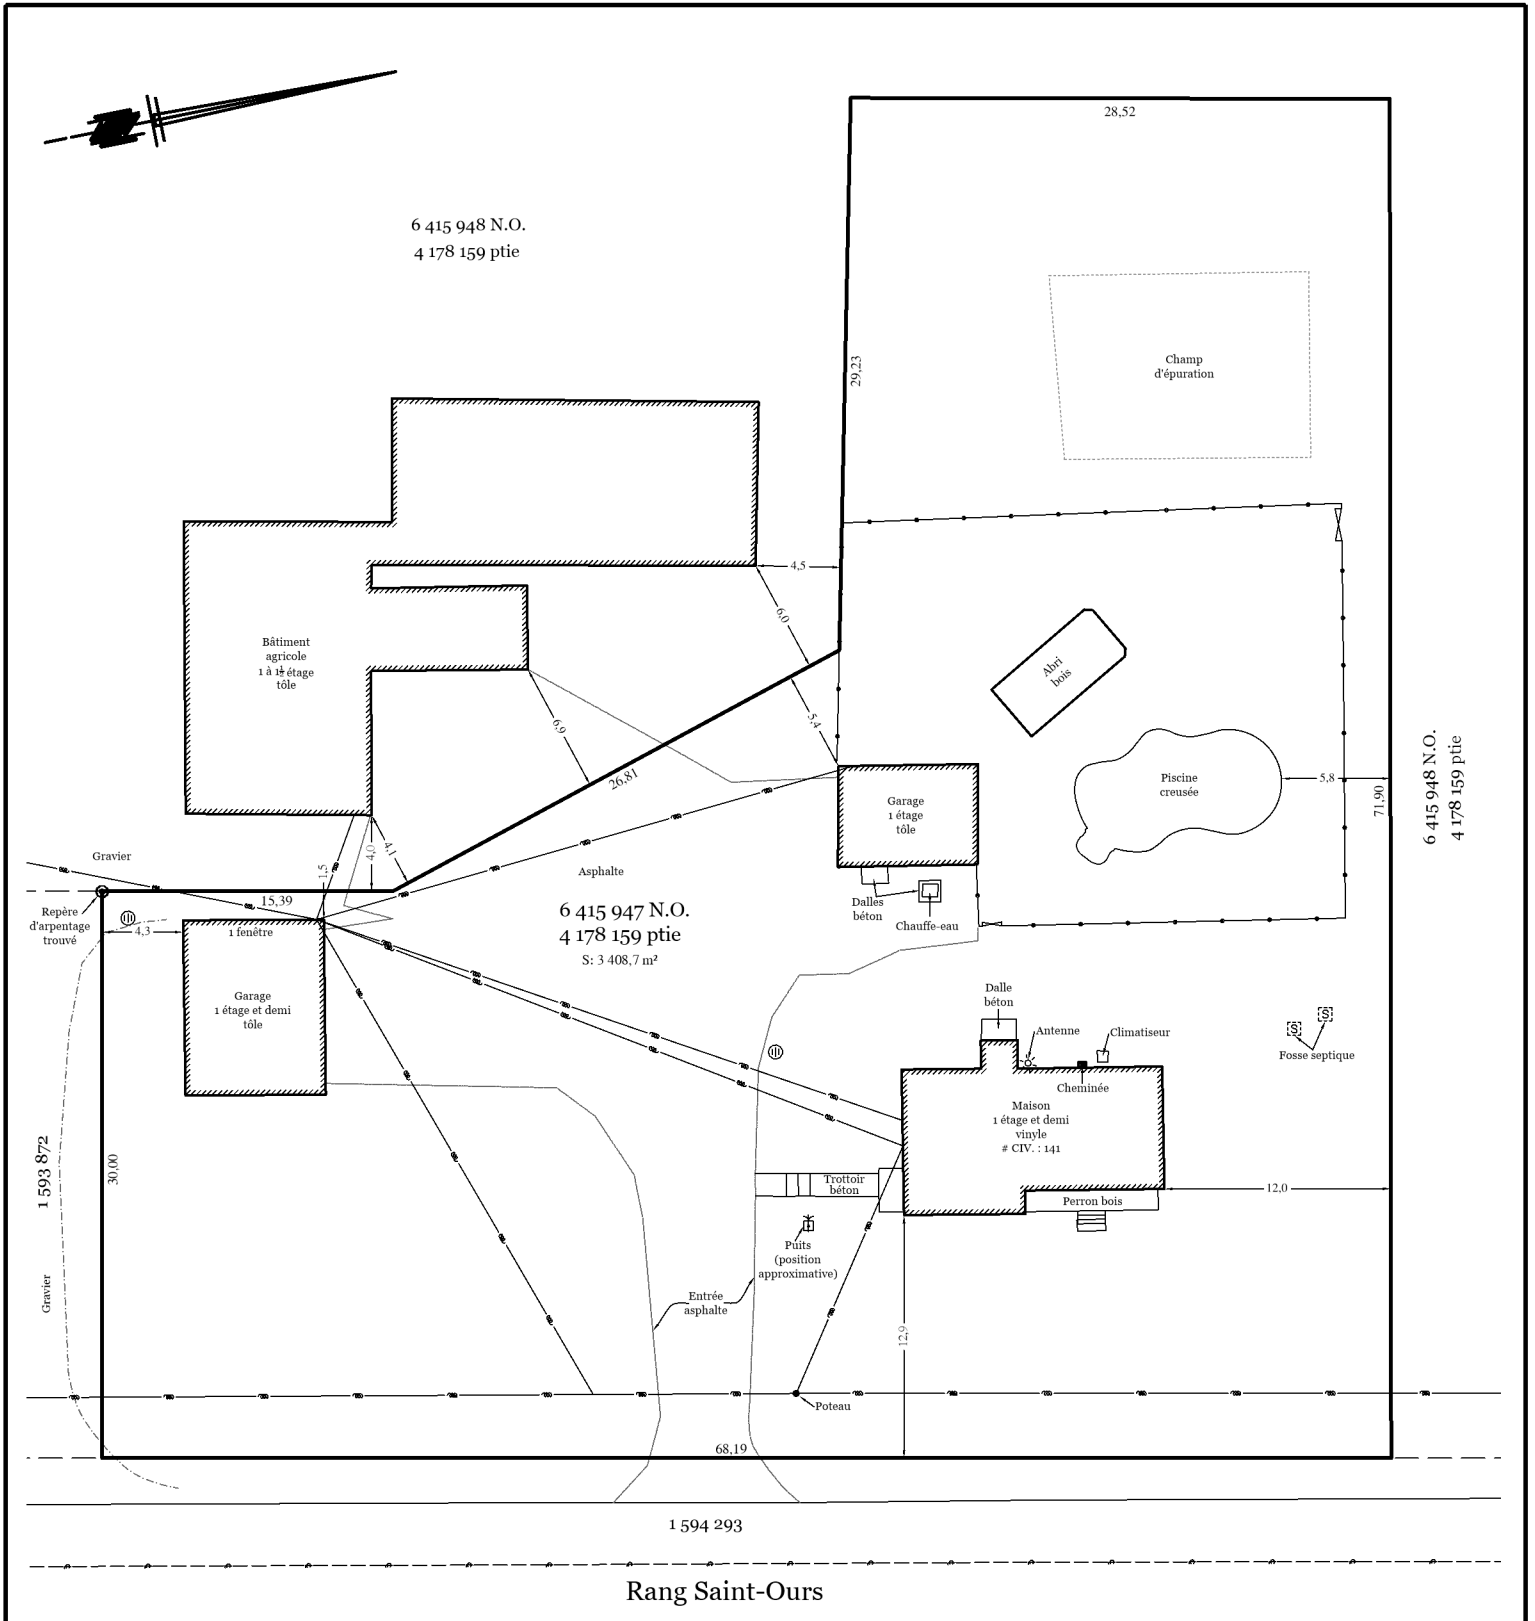 28,52
6 415 948 N.O.
4 178 159 ptie
29,23
Champ
d'épuration
4,5
6,0
Bâtiment
agricole
1 à 1½ étage
tôle
Abri
bois
6,9
5,4
26,81
Piscine
creusée
5,8
71,90
6 415 948 N.O.
4 178 159 ptie
Garage
1 étage
tôle
Gravier
1,5
4,0
4,1
Asphalte
15,39
Repère
d'arpentage
trouvé
4,3
1 fenêtre
6 415 947 N.O.
4 178 159 ptie
S: 3 408,7 m²
Dalles
béton
Chauffe-eau
Garage
1 étage et demi
tôle
Dalle
béton
Antenne
Climatiseur
S
S
Fosse septique
Cheminée
Maison
1 étage et demi
vinyle
# CIV. : 141
1 593 872
30,00
Trottoir
béton
Perron bois
12,0
Puits
(position
approximative)
Gravier
Entrée
asphalte
12,9
Poteau
68,19
1 594 293
Rang Saint-Ours